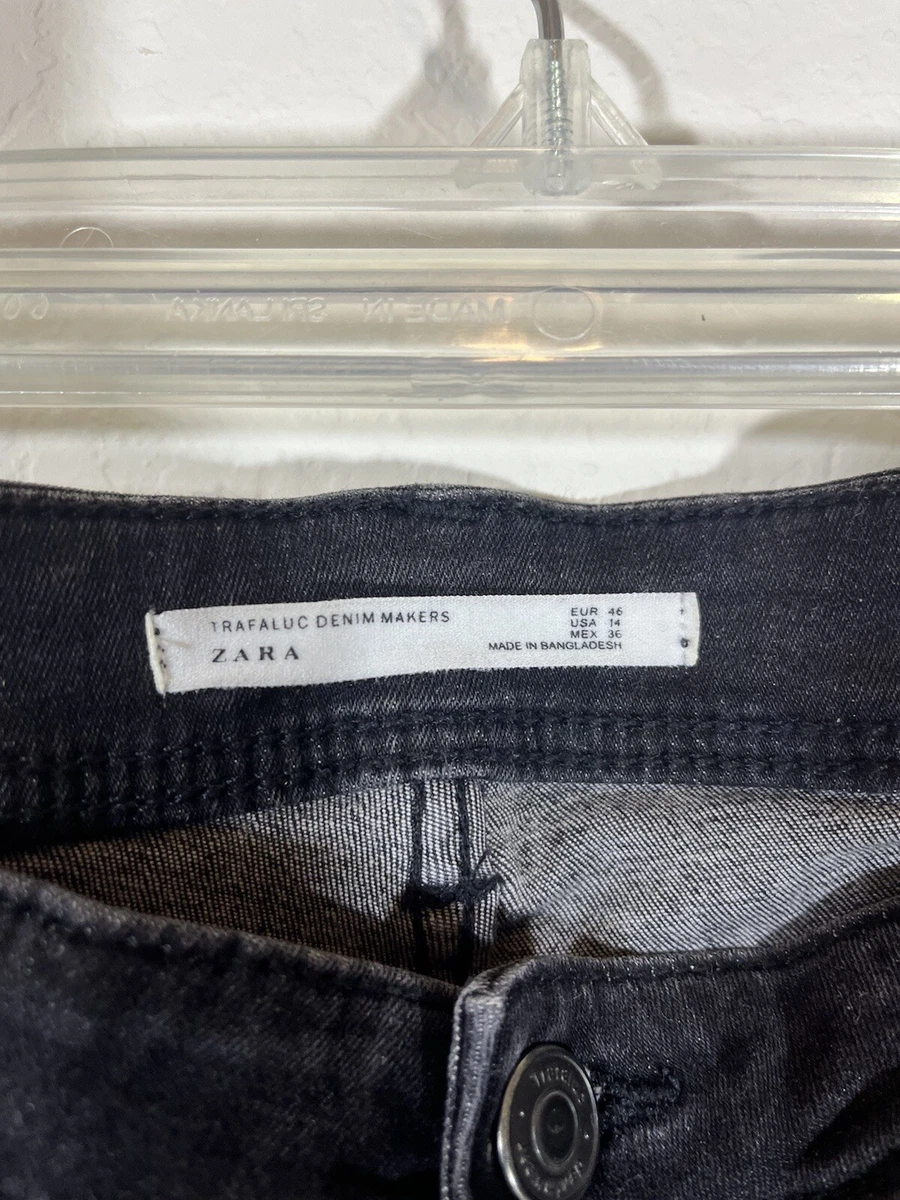 MADE IN SRI LANKA
TRAFALUC DENIM MAKERS
ZARA
EUR 46
USA 14
MEX 36
MADE IN BANGLADESH